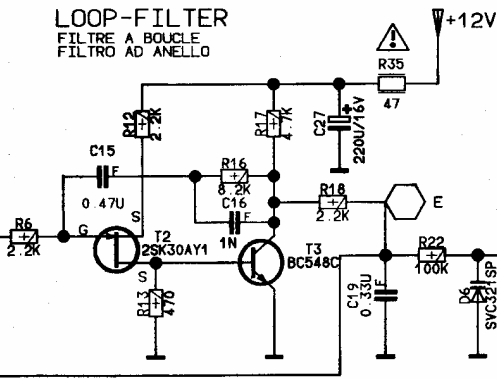 LOOP-FILTER
FILTRE A BOUCLE
FILTRO AD ANELLO
+12V
!
R35
47
R12
2.2K
R17
4.7K
C27
+
220U/16V
C15
F
0.47U
R16
8.2K
C16
F
1N
R18
2.2K
E
R6
2.2K
G
S
T2
2SK30AY1
S
T3
BC548C
R22
100K
R13
470
C19
0.33U
F
D6
SVC321SP